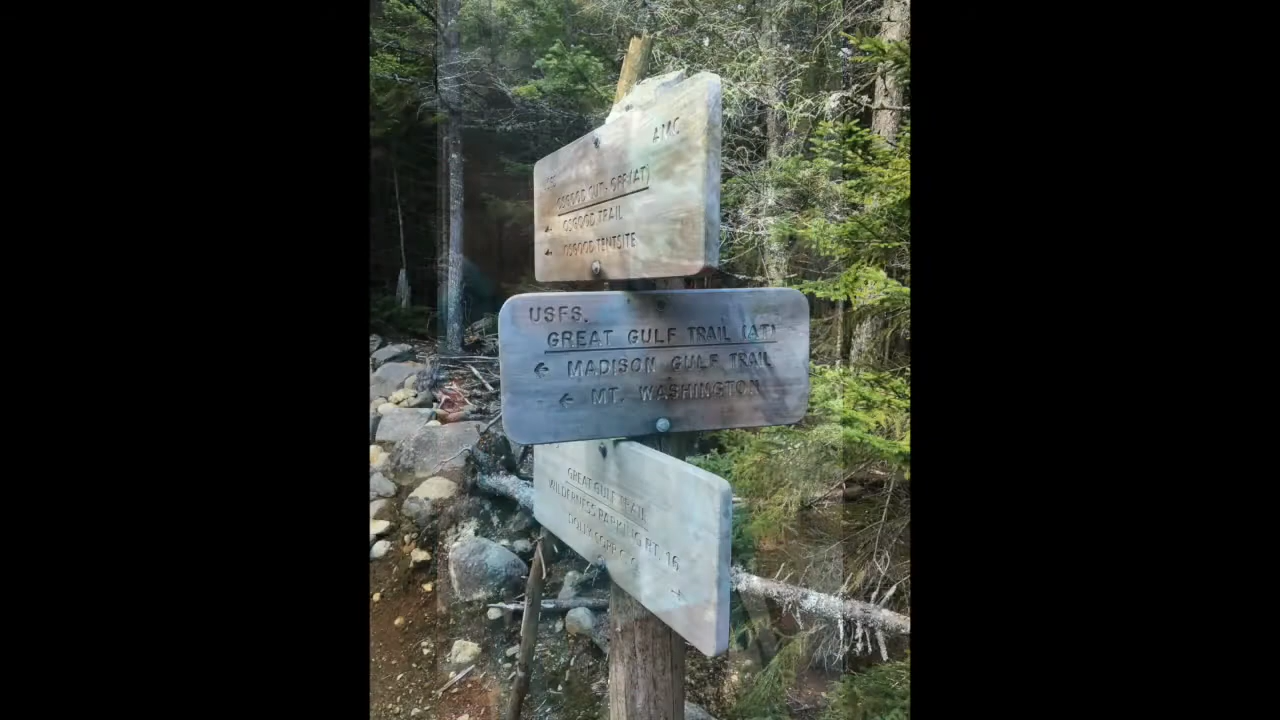 AMC
OSGOOD CUT-OFF (AT)
← OSGOOD TRAIL
← OSGOOD TENTSITE
USFS.
GREAT GULF TRAIL (AT)
← MADISON GULF TRAIL
← MT. WASHINGTON
GREAT GULF TRAIL
WILDERNESS PARKING RT. 16
→